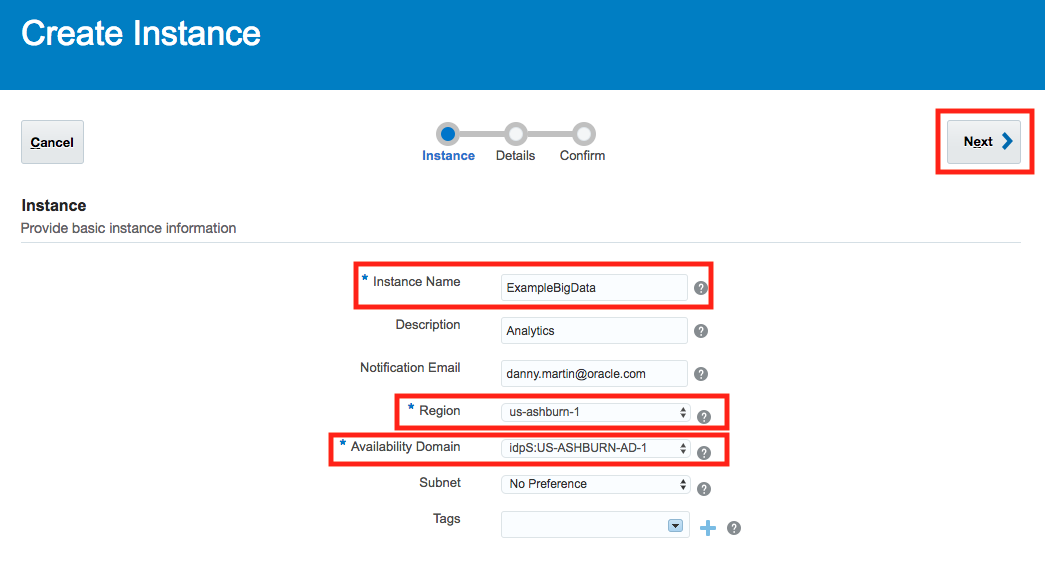 Create Instance
Cancel
Next
Instance
Details
Confirm
Instance
Provide basic instance information
* Instance Name
ExampleBigData
?
Description
Analytics
?
Notification Email
danny.martin@oracle.com
?
* Region
us-ashburn-1
?
* Availability Domain
idpS:US-ASHBURN-AD-1
?
Subnet
No Preference
?
Tags
?